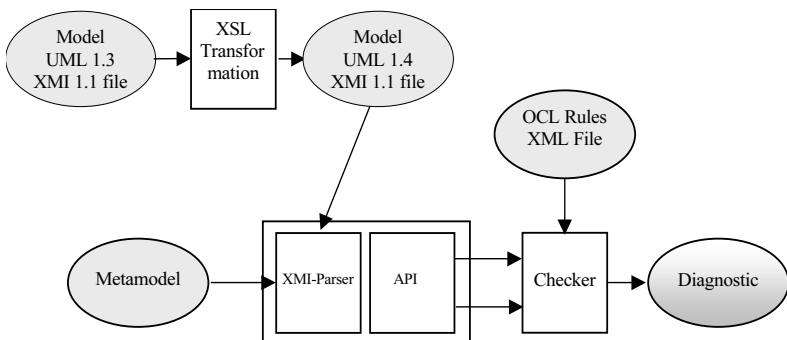 Model
UML 1.3
XMI 1.1 file
XSL
Transfor
mation
Model
UML 1.4
XMI 1.1 file
OCL Rules
XML File
Metamodel
XMI-Parser
API
Checker
Diagnostic